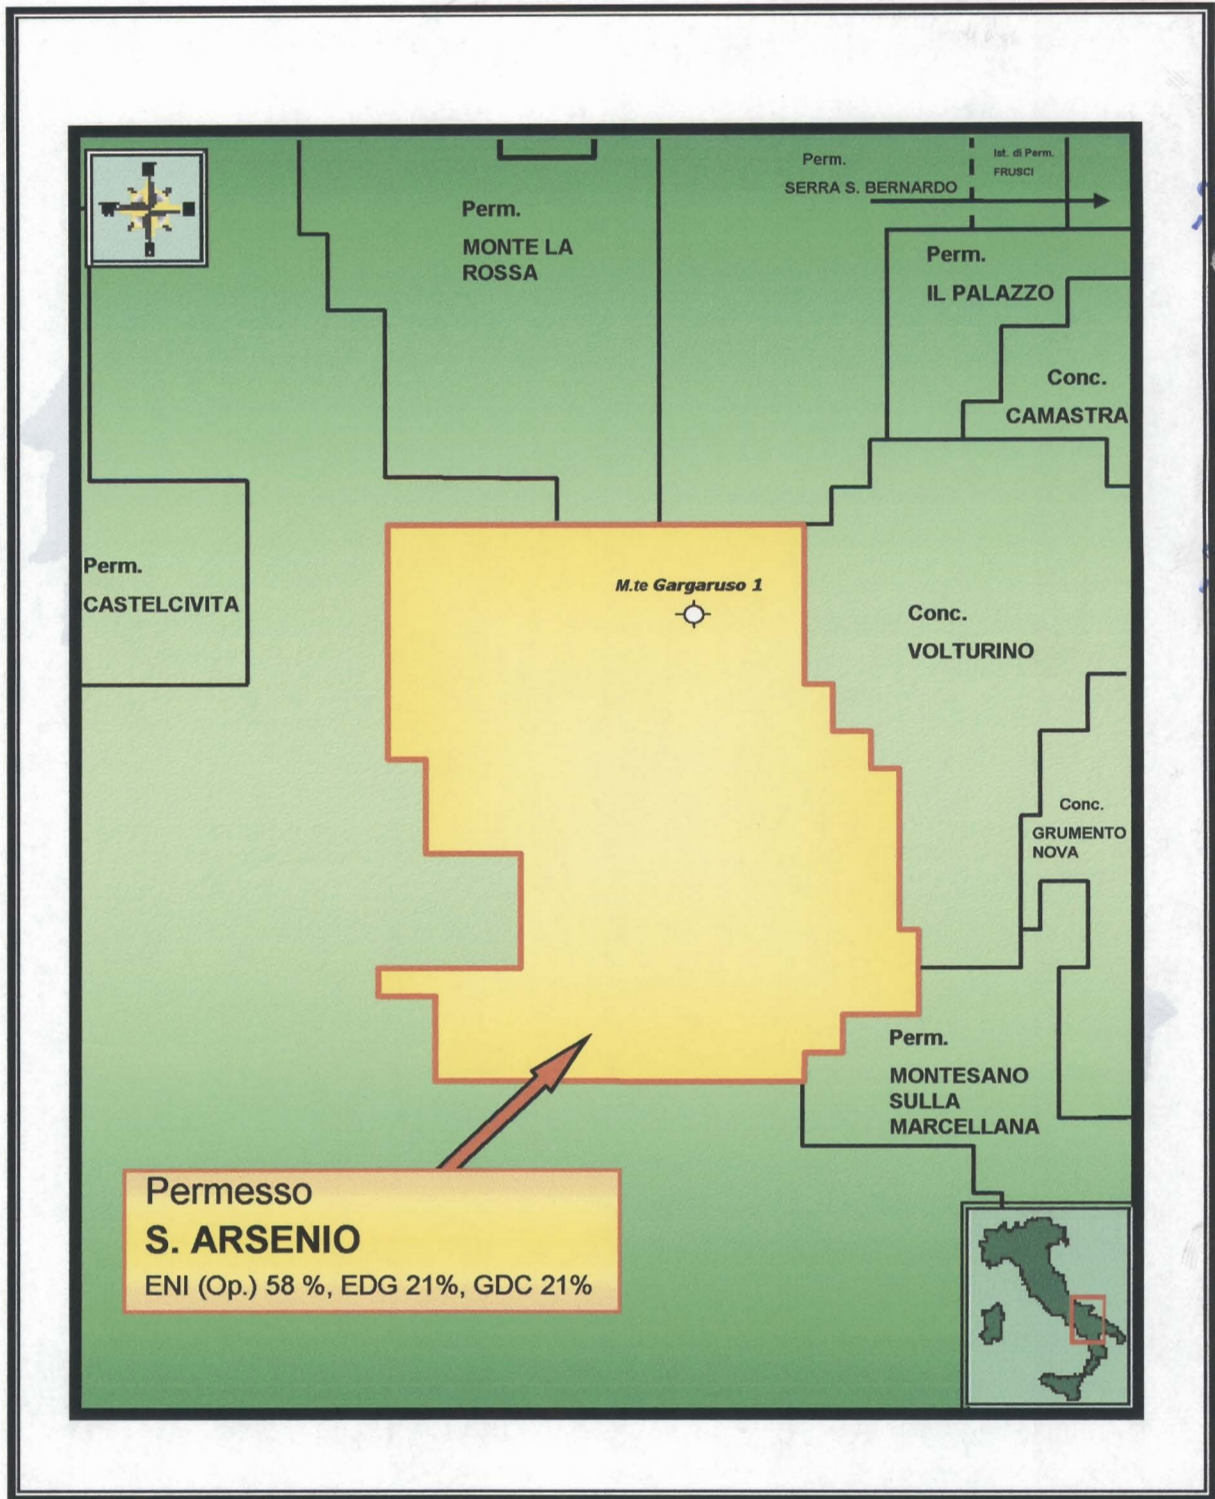 Perm.
SERRA S. BERNARDO
Ist. di Perm.
FRUSCI
Perm.
MONTE LA
ROSSA
Perm.
IL PALAZZO
Conc.
CAMASTRA
Perm.
CASTELCIVITA
M.te Gargaruso 1
Conc.
VOLTURINO
Conc.
GRUMENTO
NOVA
Perm.
MONTESANO
SULLA
MARCELLANA
Permesso
S. ARSENIO
ENI (Op.) 58 %, EDG 21%, GDC 21%